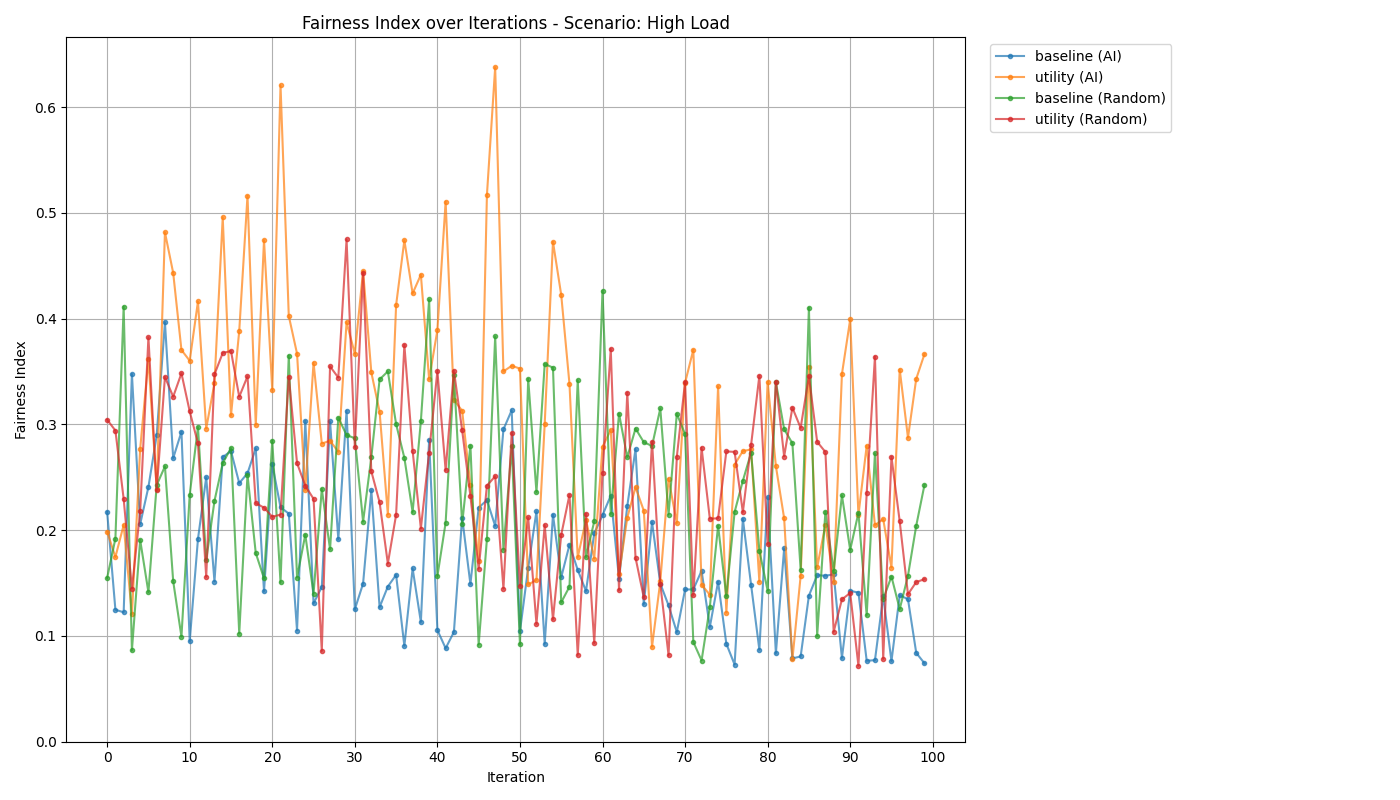 Fairness Index over Iterations - Scenario: High Load
baseline (AI)
utility (AI)
baseline (Random)
utility (Random)
Fairness Index
0.6
0.5
0.4
0.3
0.2
0.1
0.0
0 10 20 30 40 50 60 70 80 90 100
Iteration